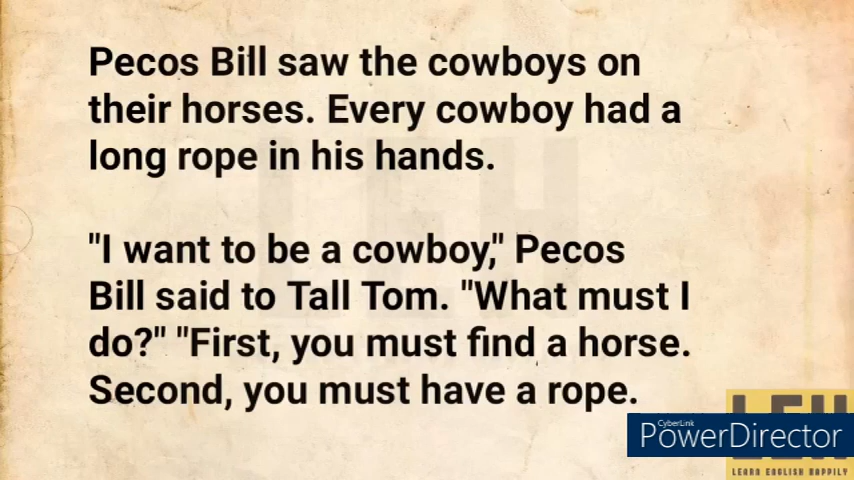 Pecos Bill saw the cowboys on
their horses. Every cowboy had a
long rope in his hands.
"I want to be a cowboy," Pecos
Bill said to Tall Tom. "What must I
do?" "First, you must find a horse.
Second, you must have a rope.
LEH
CyberLink
PowerDirector
LEARN ENGLISH HAPPILY